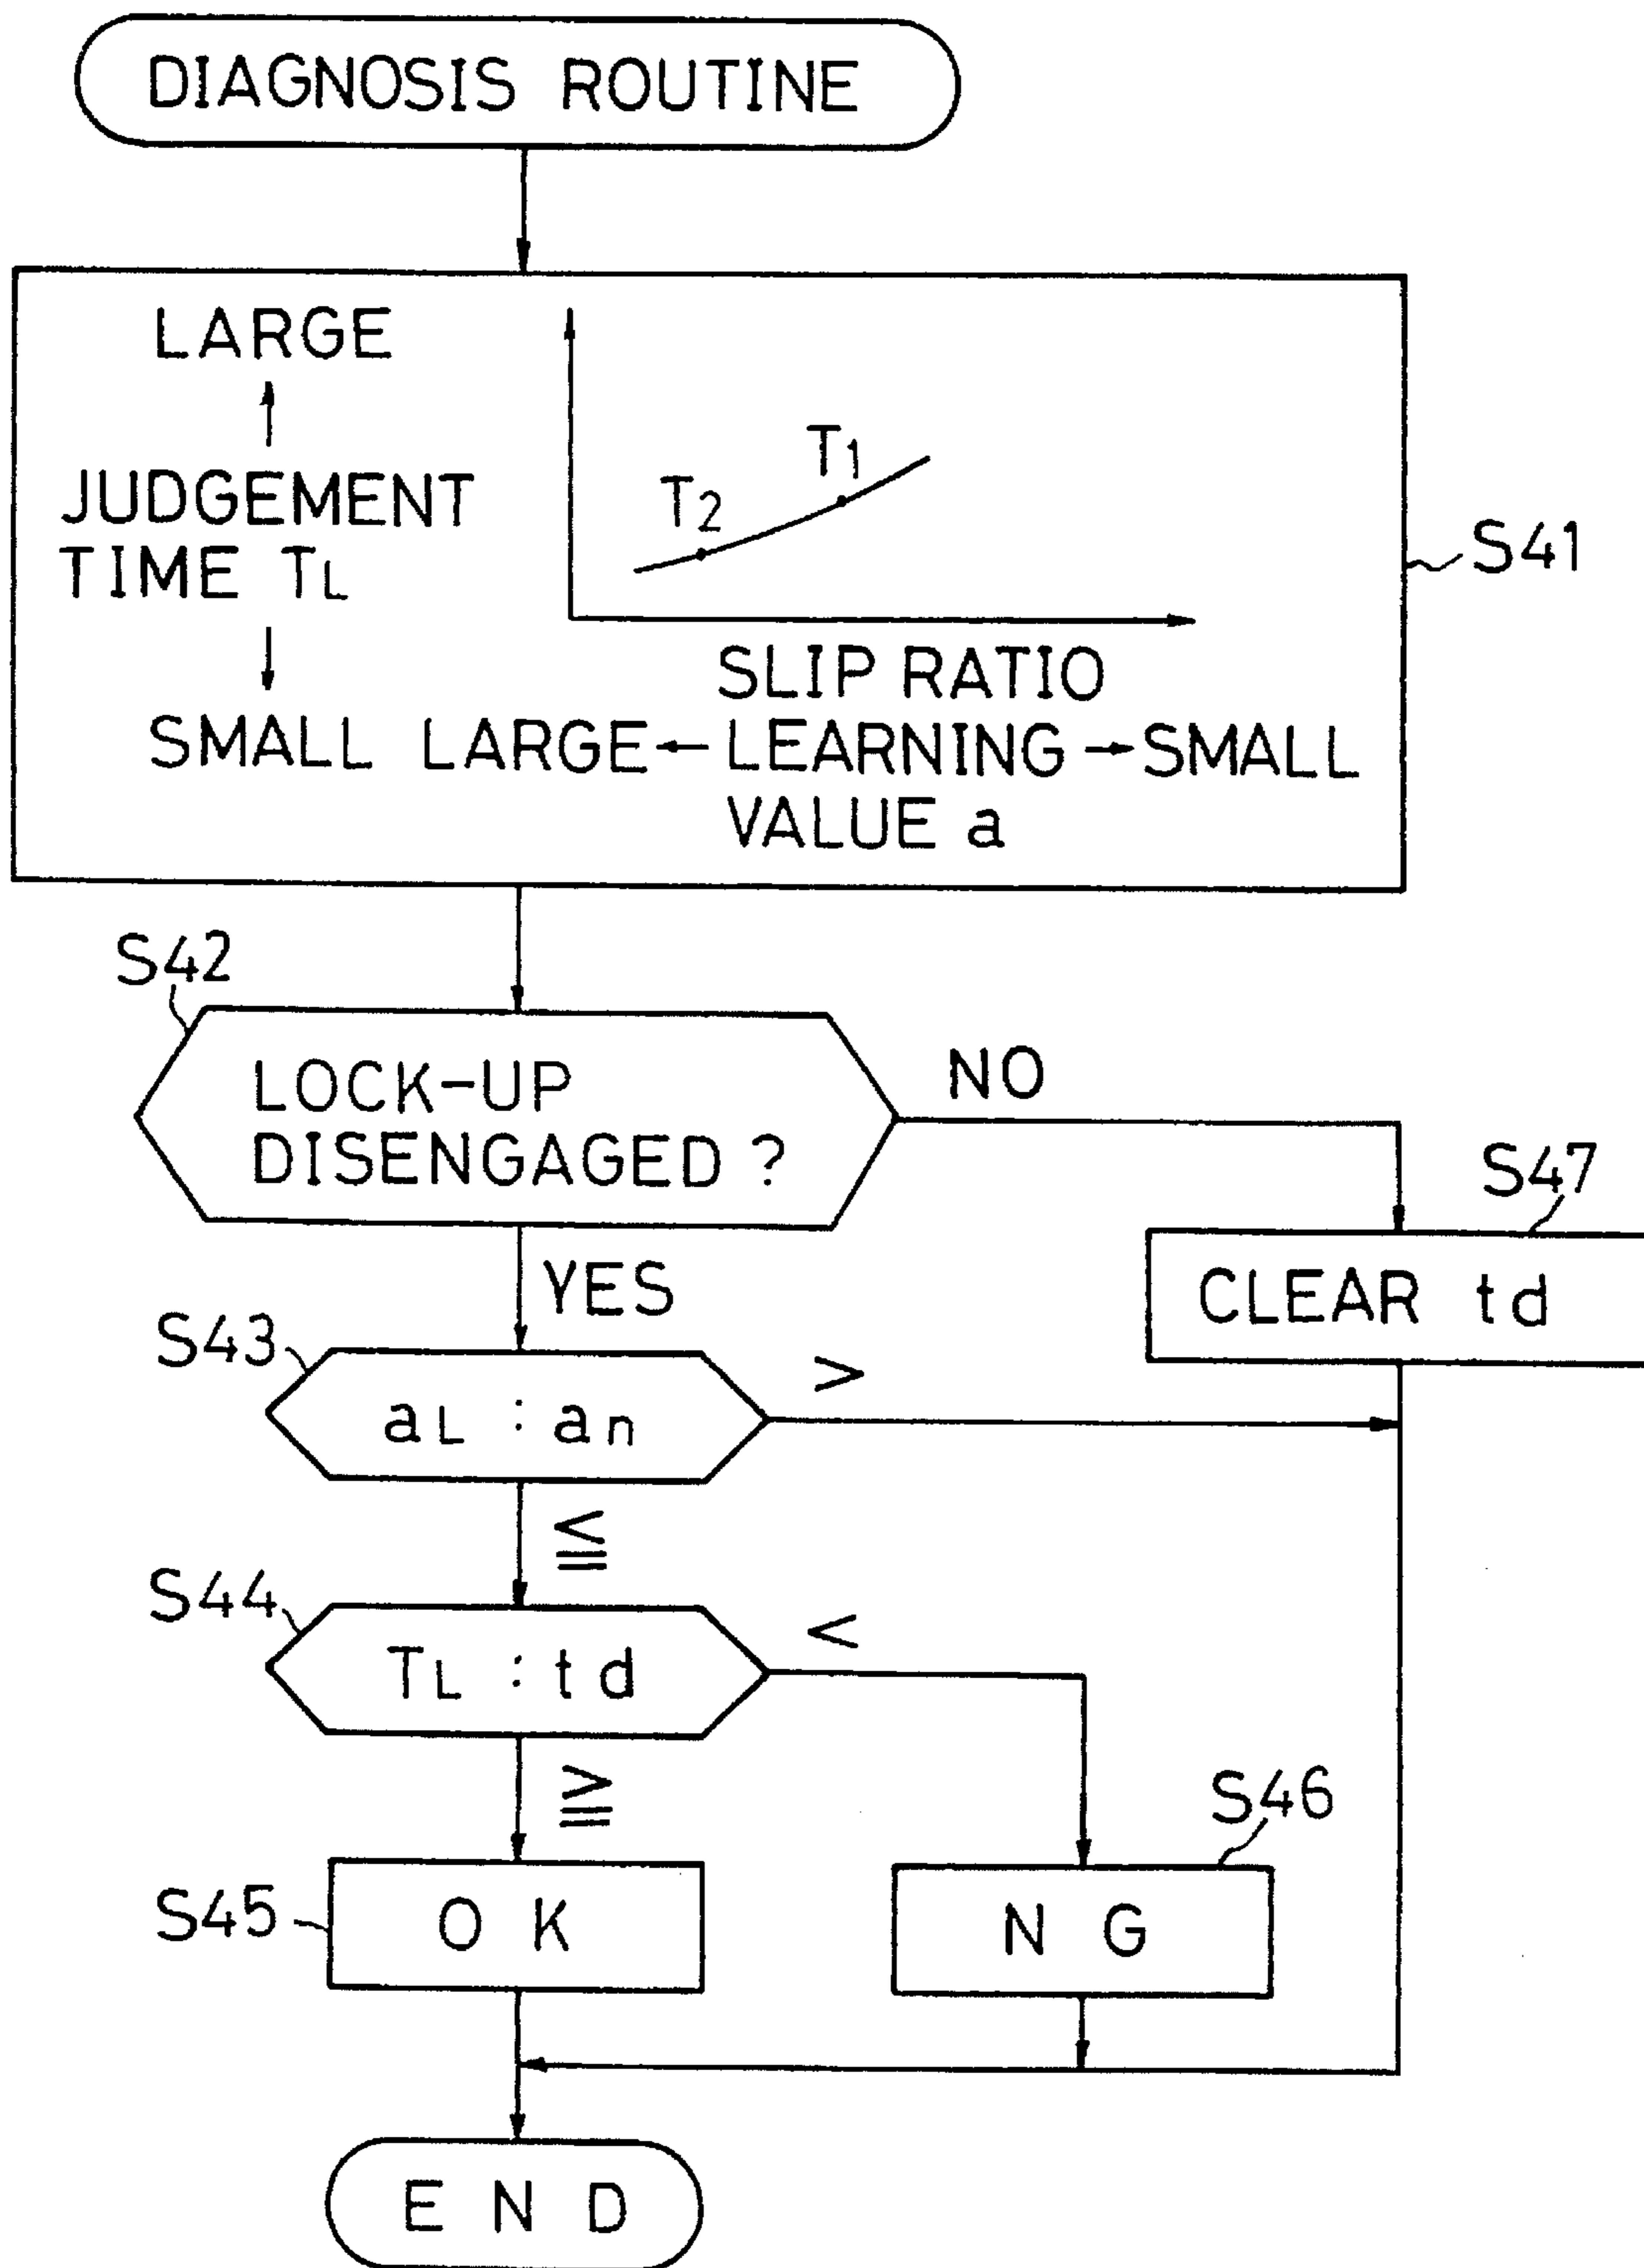 DIAGNOSIS ROUTINE
LARGE
JUDGEMENT
TIME TL
SMALL
T1
T2
SLIP RATIO
LARGE ← LEARNING → SMALL
VALUE a
S41
S42
LOCK-UP
DISENGAGED ?
NO
YES
S47
CLEAR td
S43
aL : an
>
≦
S44
TL : td
<
≧
S45
OK
S46
NG
END